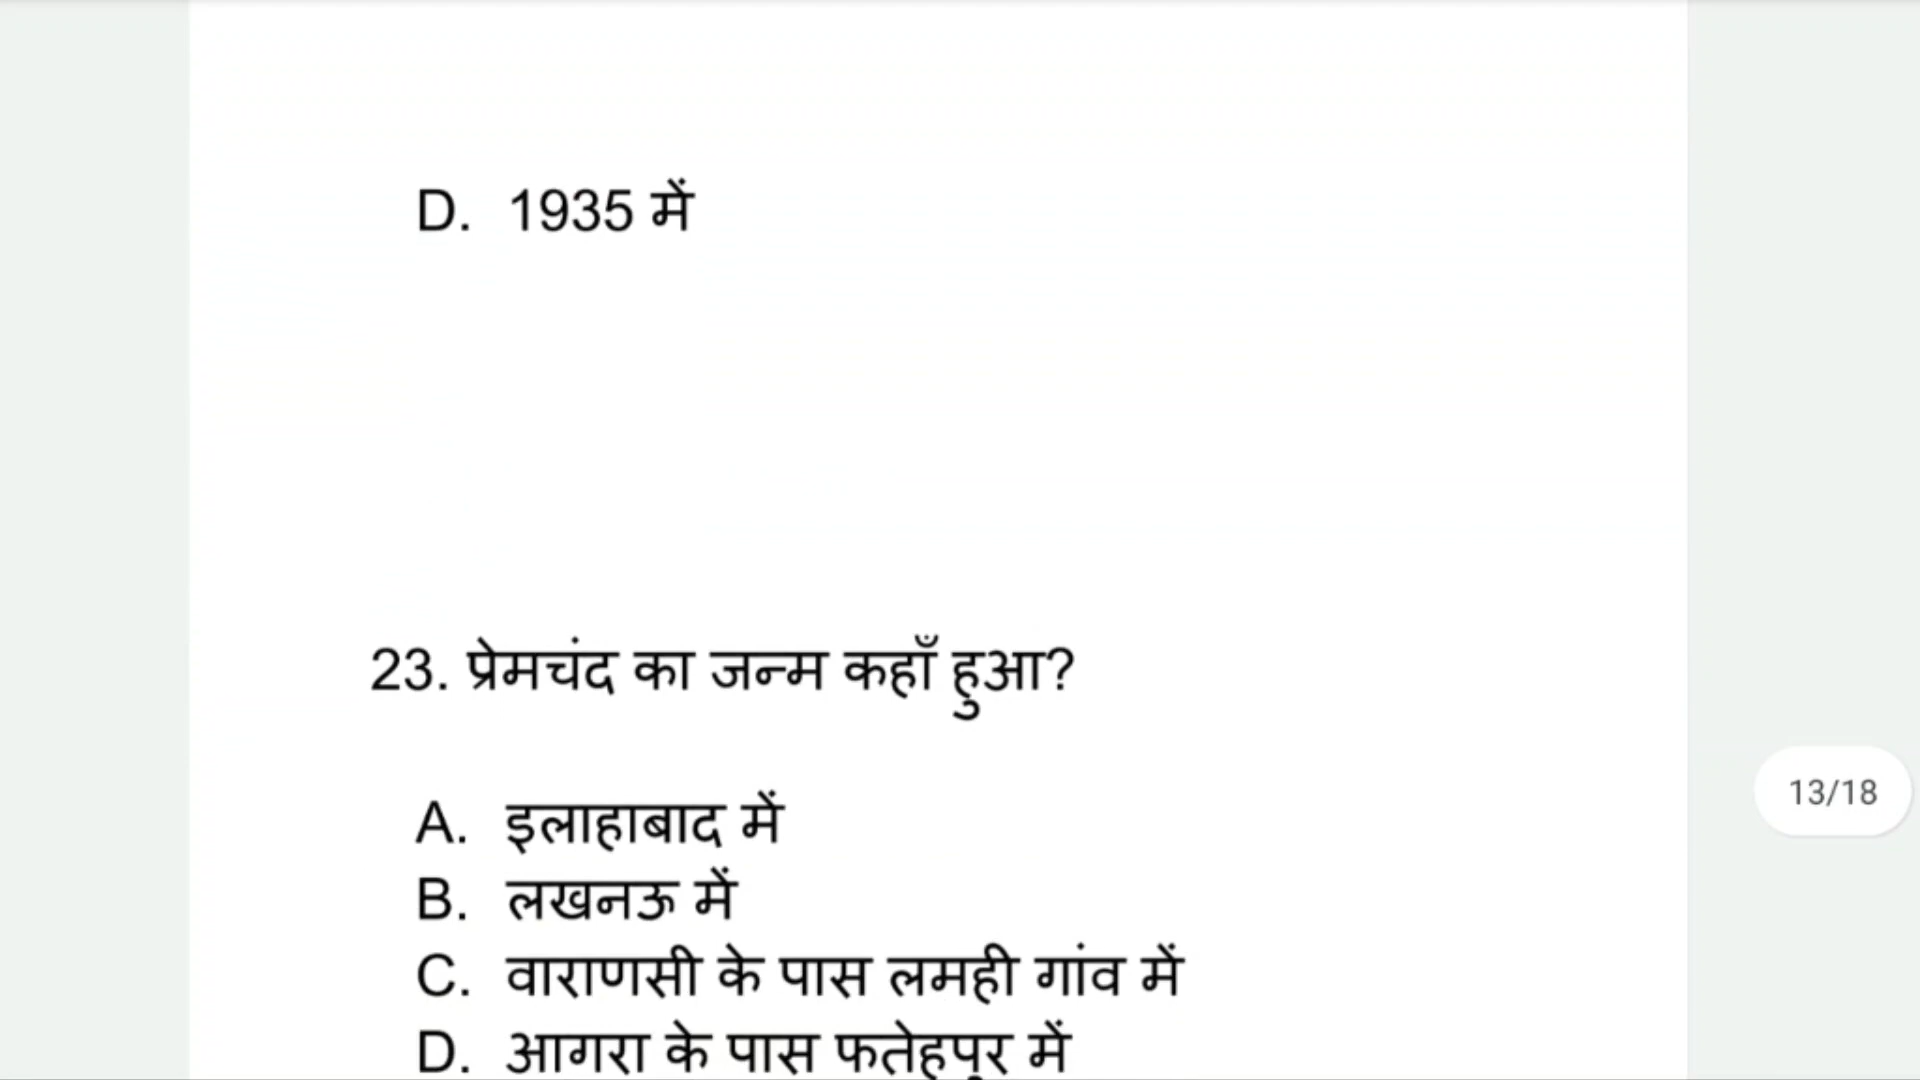 D. 1935 में
23. प्रेमचंद का जन्म कहाँ हुआ?
A. इलाहाबाद में
B. लखनऊ में
13/18
C. वाराणसी के पास लमही गांव में
D. आगरा के पास फतेहपुर में